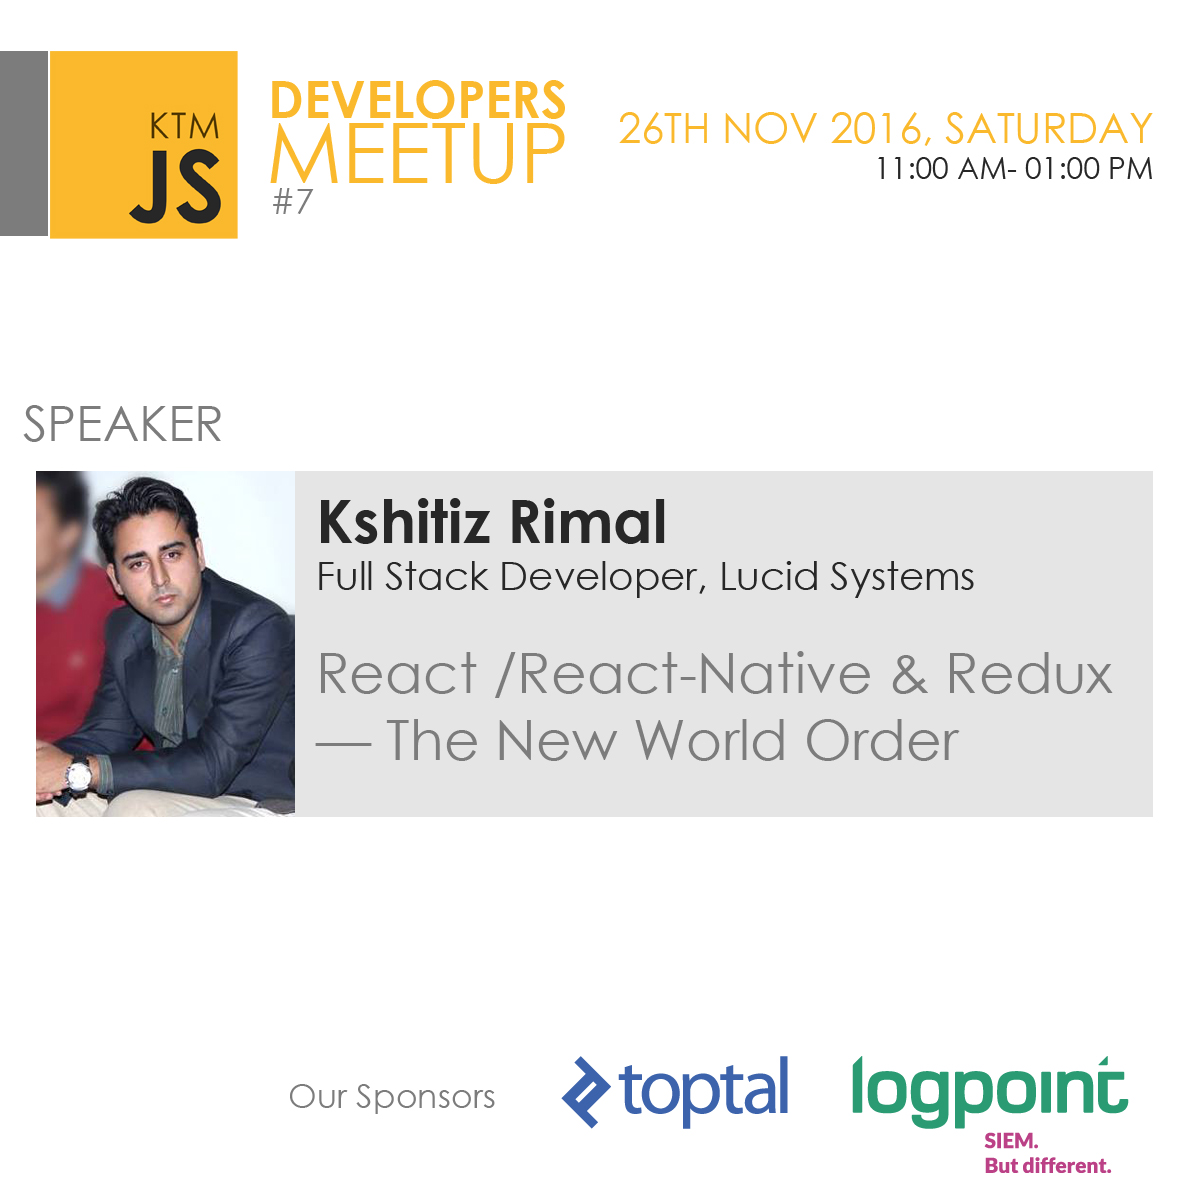 KTM
JS
DEVELOPERS
MEETUP
#7
26TH NOV 2016, SATURDAY
11:00 AM- 01:00 PM
SPEAKER
Kshitiz Rimal
Full Stack Developer, Lucid Systems
React /React-Native & Redux
— The New World Order
Our Sponsors
toptal
logpoint
SIEM.
But different.